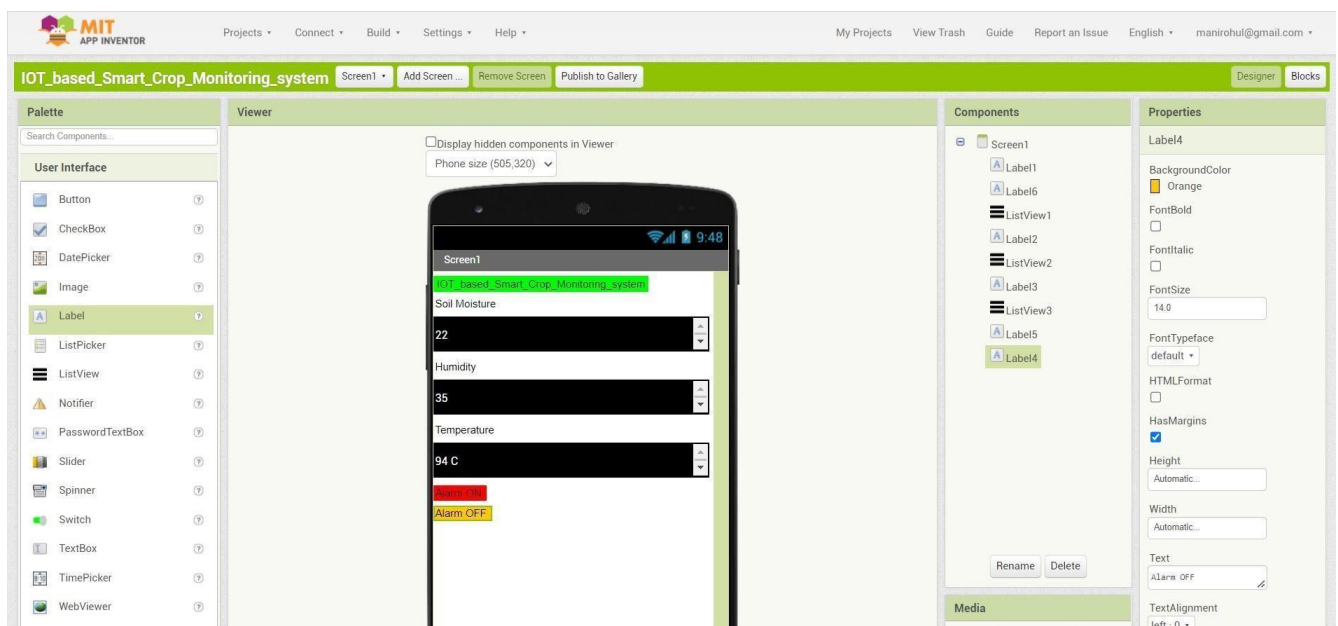 MIT
APP INVENTOR
Projects
Connect
Build
Settings
Help
My Projects
View Trash
Guide
Report an Issue
English
manirohul@gmail.com
IOT_based_Smart_Crop_Monitoring_system
Screen1
Add Screen ...
Remove Screen
Publish to Gallery
Designer
Blocks
Palette
Search Components...
User Interface
Button
CheckBox
DatePicker
Image
Label
ListPicker
ListView
Notifier
PasswordTextBox
Slider
Spinner
Switch
TextBox
TimePicker
WebViewer
Viewer
Display hidden components in Viewer
Phone size (505,320)
9:48
Screen1
IOT_based_Smart_Crop_Monitoring_system
Soil Moisture
22
Humidity
35
Temperature
94 C
Alarm ON
Alarm OFF
Components
Screen1
Label1
Label6
ListView1
Label2
ListView2
Label3
ListView3
Label5
Label4
Rename
Delete
Media
Properties
Label4
BackgroundColor
Orange
FontBold
FontItalic
FontSize
14.0
FontTypeface
default
HTMLFormat
HasMargins
Height
Automatic...
Width
Automatic...
Text
Alarm OFF
TextAlignment
left : 0